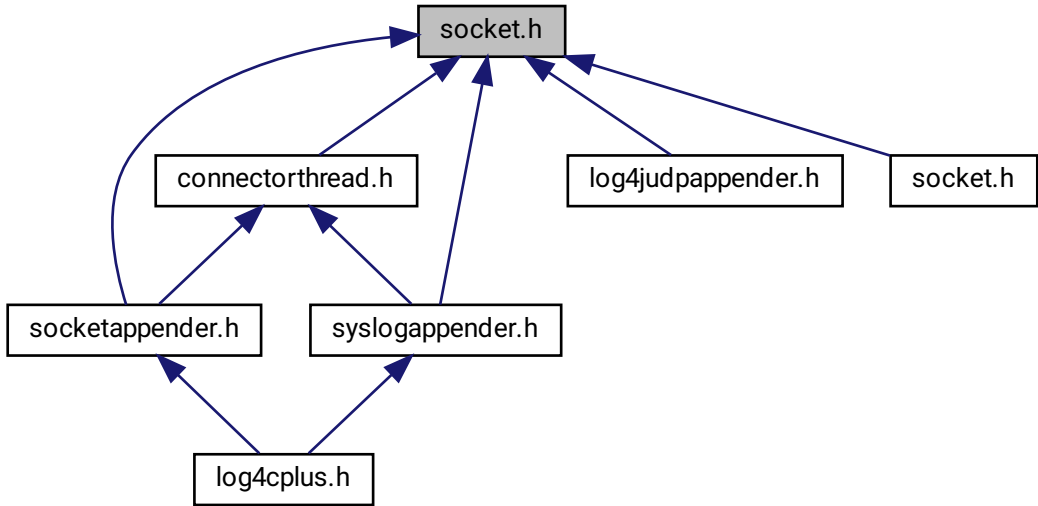 socket.h
connectorthread.h
log4judpappender.h
socket.h
socketappender.h
syslogappender.h
log4cplus.h